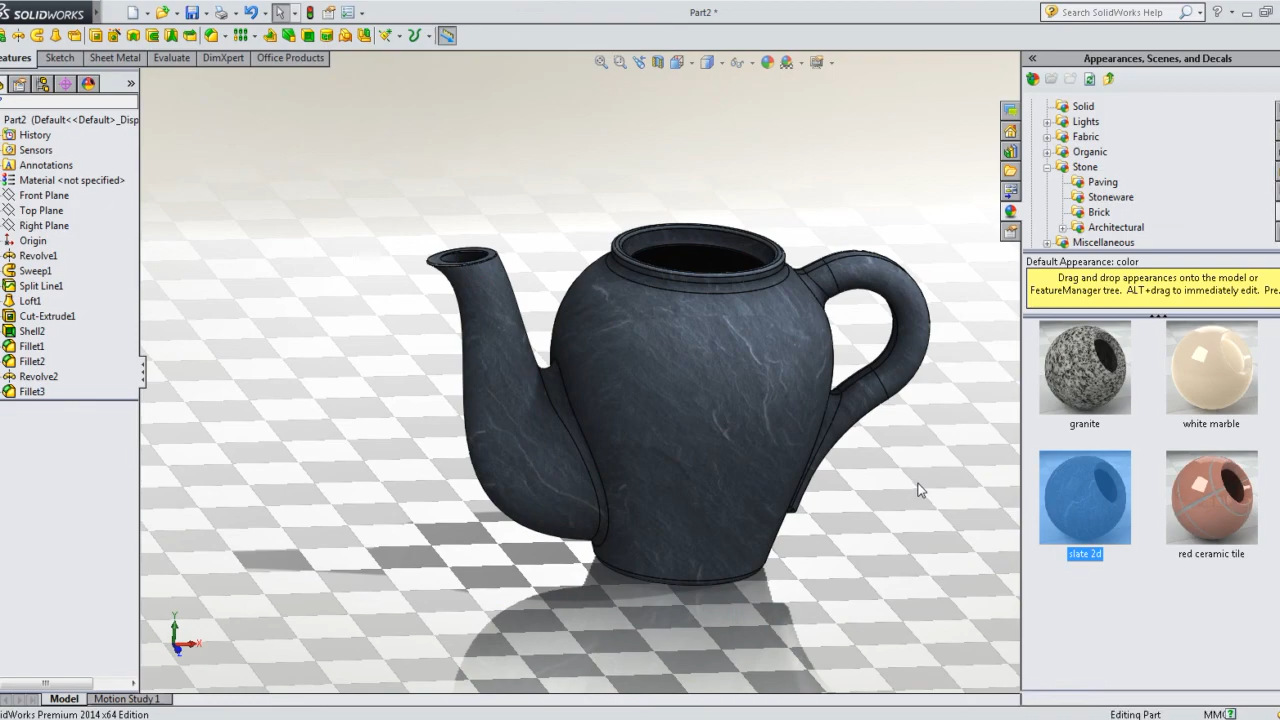 SOLIDWORKS
Part2 *
Search SolidWorks Help
eatures
Sketch
Sheet Metal
Evaluate
DimXpert
Office Products
Appearances, Scenes, and Decals
Part2 (Default<<Default>_Disp
History
Sensors
Annotations
Material <not specified>
Front Plane
Top Plane
Right Plane
Origin
Revolve1
Sweep1
Split Line1
Loft1
Cut-Extrude1
Shell2
Fillet1
Fillet2
Revolve2
Fillet3
Solid
Lights
Fabric
Organic
Stone
Paving
Stoneware
Brick
Architectural
Miscellaneous
Default Appearance: color
Drag and drop appearances onto the model or
FeatureManager tree. ALT+drag to immediately edit. Pre.
granite
white marble
slate 2d
red ceramic tile
Y
X
Model
Motion Study 1
lidWorks Premium 2014 x64 Edition
Editing Part